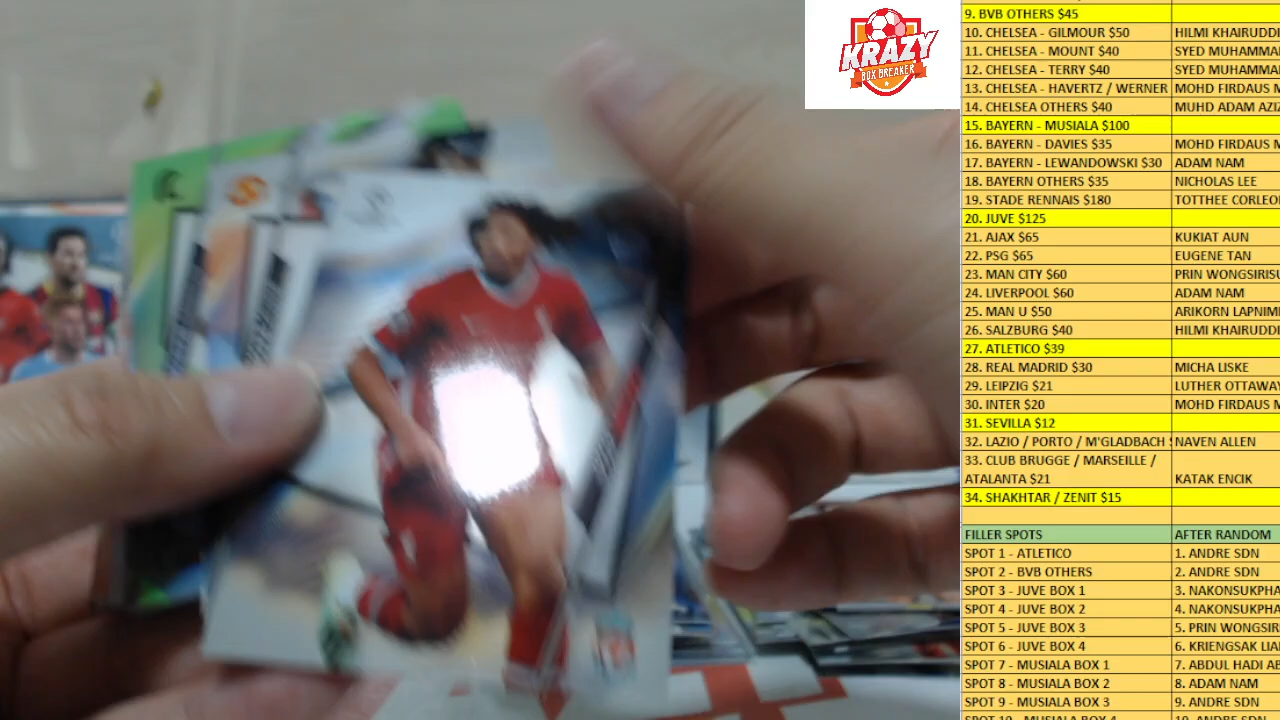 KRAZY
BOX BREAKER
9. BVB OTHERS $45
10. CHELSEA - GILMOUR $50 HILMI KHAIRUDDI
11. CHELSEA - MOUNT $40 SYED MUHAMMA
12. CHELSEA - TERRY $40 SYED MUHAMMA
13. CHELSEA - HAVERTZ / WERNER MOHD FIRDAUS M
14. CHELSEA OTHERS $40 MUHD ADAM AZIZ
15. BAYERN - MUSIALA $100
16. BAYERN - DAVIES $35 MOHD FIRDAUS M
17. BAYERN - LEWANDOWSKI $30 ADAM NAM
18. BAYERN OTHERS $35 NICHOLAS LEE
19. STADE RENNAIS $180 TOTTHEE CORLEO
20. JUVE $125
21. AJAX $65 KUKIAT AUN
22. PSG $65 EUGENE TAN
23. MAN CITY $60 PRIN WONGSIRISU
24. LIVERPOOL $60 ADAM NAM
25. MAN U $50 ARIKORN LAPNIMI
26. SALZBURG $40 HILMI KHAIRUDDI
27. ATLETICO $39
28. REAL MADRID $30 MICHA LISKE
29. LEIPZIG $21 LUTHER OTTAWAY
30. INTER $20 MOHD FIRDAUS M
31. SEVILLA $12
32. LAZIO / PORTO / M'GLADBACH $ NAVEN ALLEN
33. CLUB BRUGGE / MARSEILLE /
ATALANTA $21 KATAK ENCIK
34. SHAKHTAR / ZENIT $15
FILLER SPOTS AFTER RANDOM
SPOT 1 - ATLETICO 1. ANDRE SDN
SPOT 2 - BVB OTHERS 2. ANDRE SDN
SPOT 3 - JUVE BOX 1 3. NAKONSUKPHA
SPOT 4 - JUVE BOX 2 4. NAKONSUKPHA
SPOT 5 - JUVE BOX 3 5. PRIN WONGSIR
SPOT 6 - JUVE BOX 4 6. KRIENGSAK LIA
SPOT 7 - MUSIALA BOX 1 7. ABDUL HADI AB
SPOT 8 - MUSIALA BOX 2 8. ADAM NAM
SPOT 9 - MUSIALA BOX 3 9. ANDRE SDN
SPOT 10 - MUSIALA BOX 4 10. ANDRE SDN